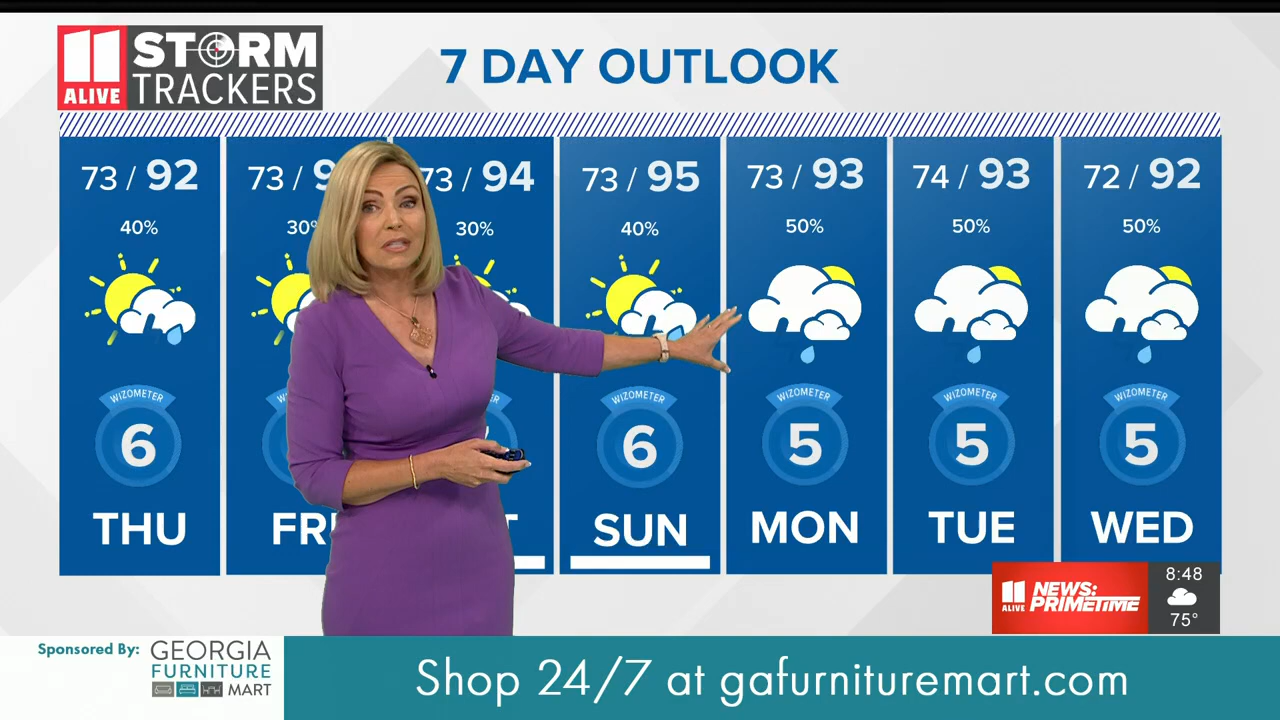 11
ALIVE
STORM
TRACKERS
7 DAY OUTLOOK
73 / 92
40%
WIZOMETER
6
THU
73 / 9
30%
FRI
73 / 94
30%
73 / 95
40%
WIZOMETER
6
SUN
73 / 93
50%
WIZOMETER
5
MON
74 / 93
50%
WIZOMETER
5
TUE
72 / 92
50%
WIZOMETER
5
WED
11
ALIVE
NEWS:
PRIMETIME
8:48
75°
Sponsored By:
GEORGIA
FURNITURE
MART
Shop 24/7 at gafurnituremart.com